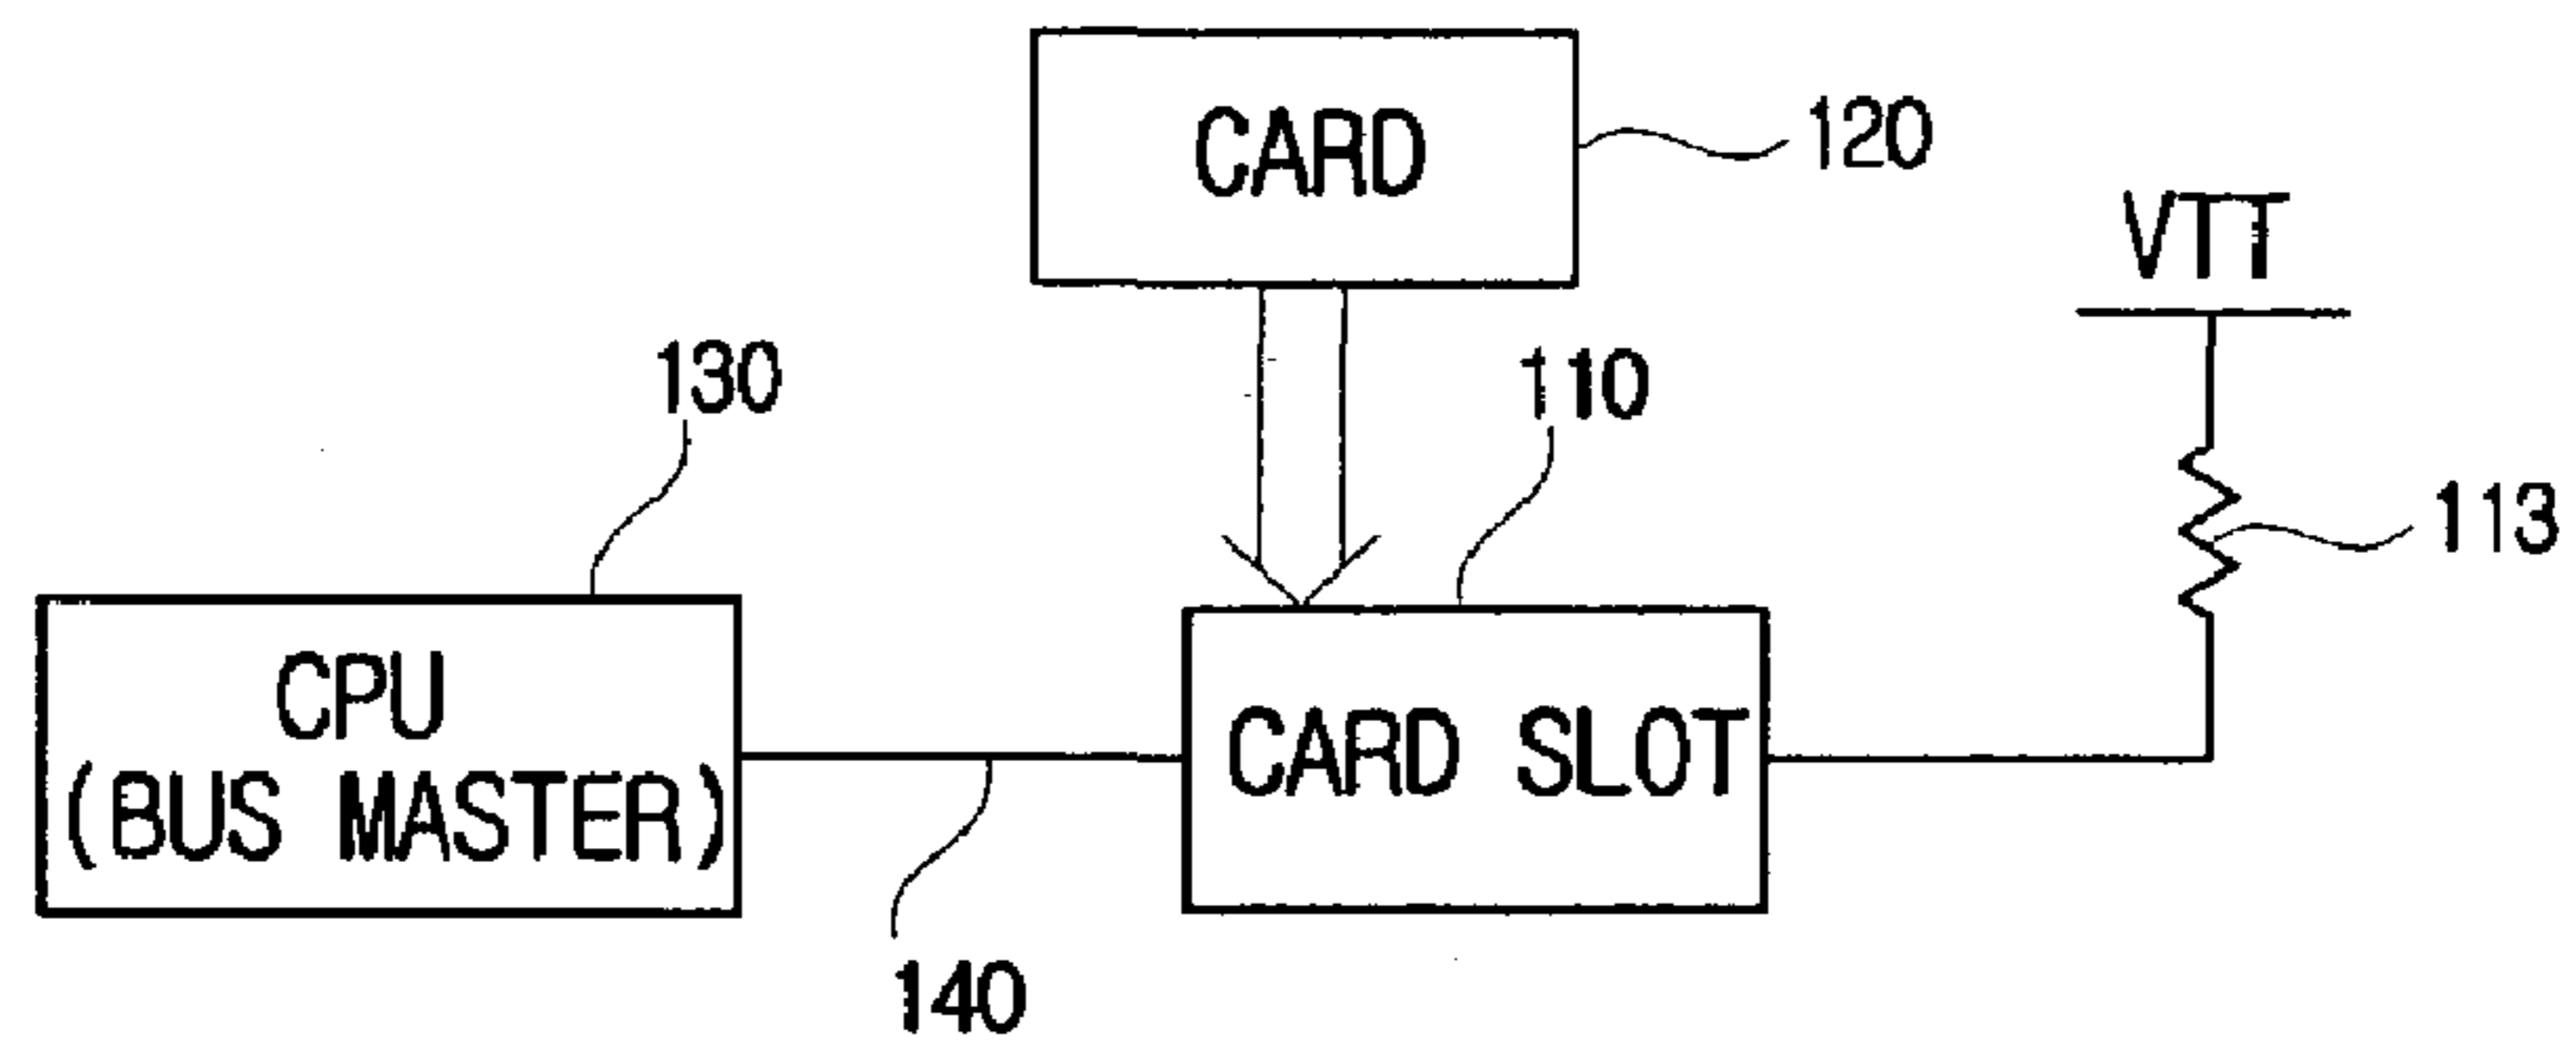 CARD
120
VTT
130
110
113
CPU
(BUS MASTER)
CARD SLOT
140